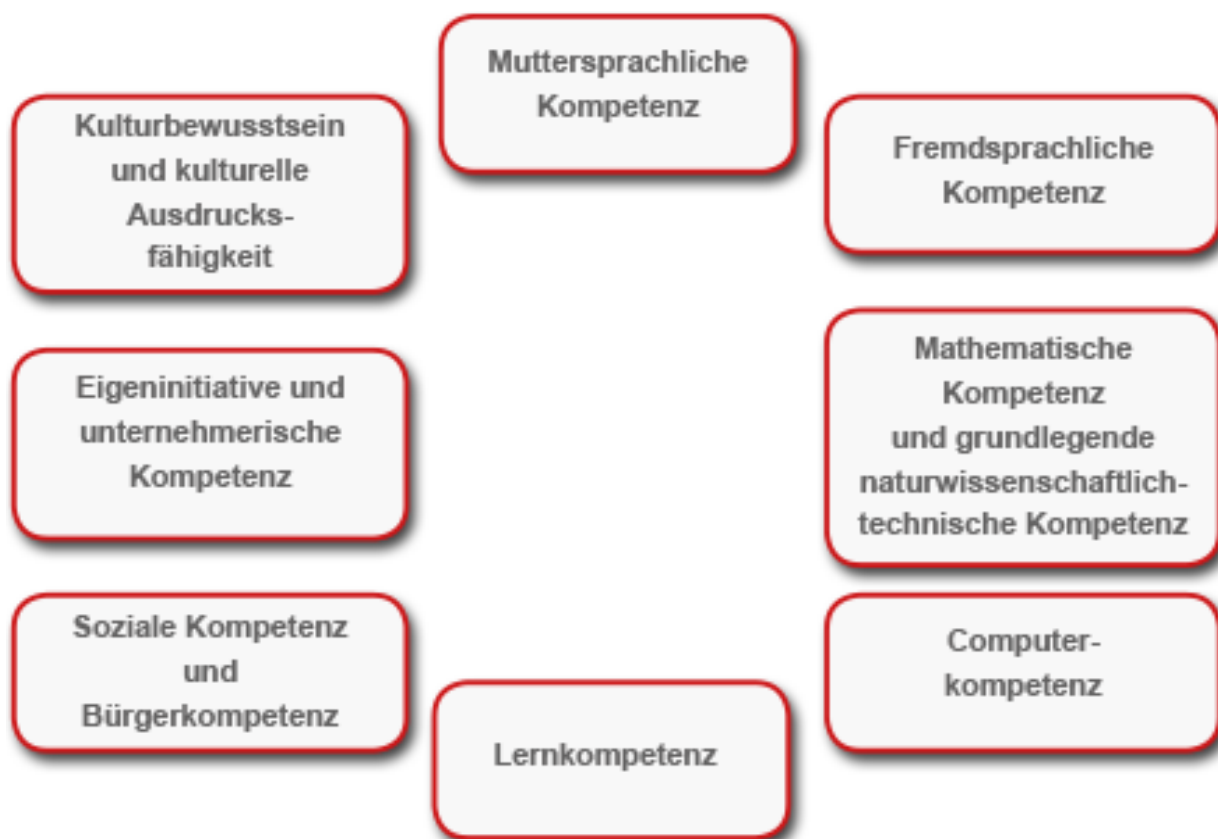 Muttersprachliche
Kompetenz
Fremdsprachliche
Kompetenz
Mathematische
Kompetenz
und grundlegende
naturwissenschaftlich-
technische Kompetenz
Computer-
kompetenz
Lernkompetenz
Soziale Kompetenz
und
Bürgerkompetenz
Eigeninitiative und
unternehmerische
Kompetenz
Kulturbewusstsein
und kulturelle
Ausdrucks-
fähigkeit